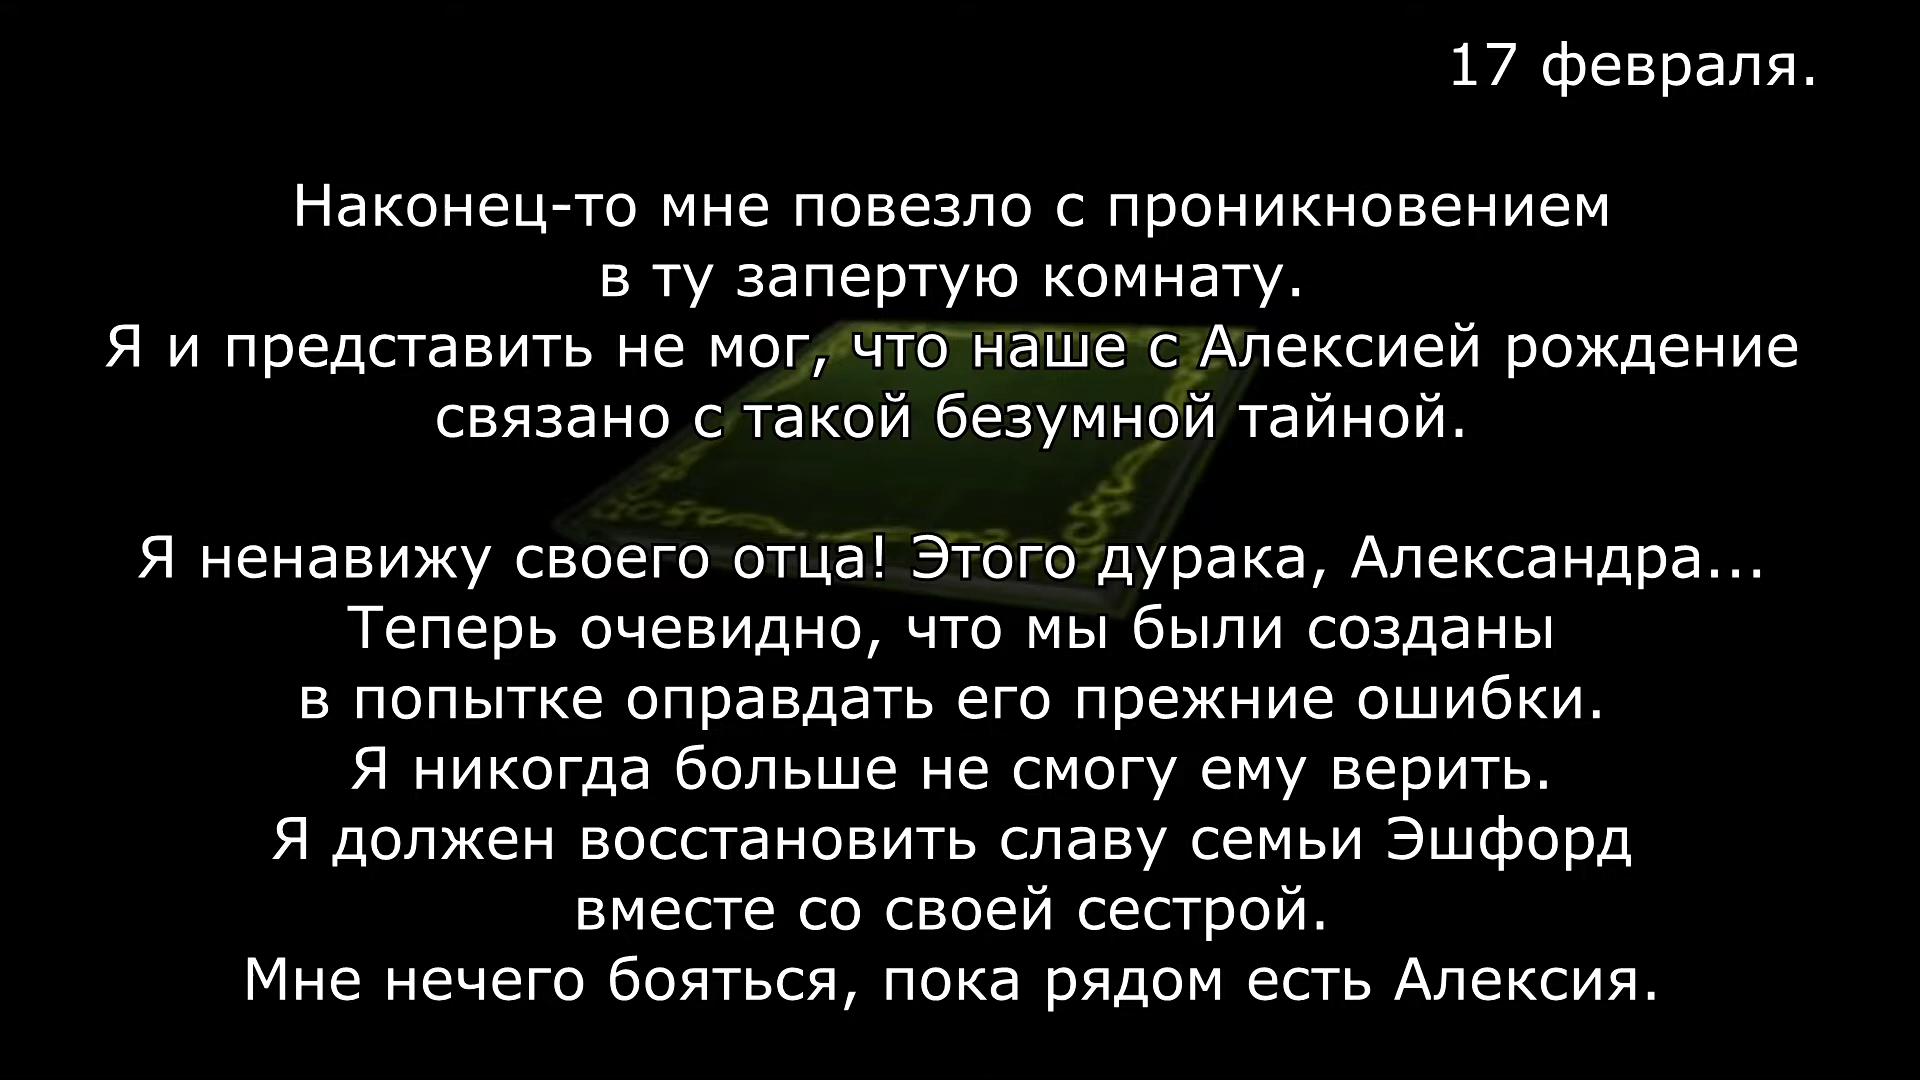 17 февраля.
Наконец-то мне повезло с проникновением
в ту запертую комнату.
Я и представить не мог, что наше с Алексией рождение
связано с такой безумной тайной.
Я ненавижу своего отца! Этого дурака, Александра...
Теперь очевидно, что мы были созданы
в попытке оправдать его прежние ошибки.
Я никогда больше не смогу ему верить.
Я должен восстановить славу семьи Эшфорд
вместе со своей сестрой.
Мне нечего бояться, пока рядом есть Алексия.